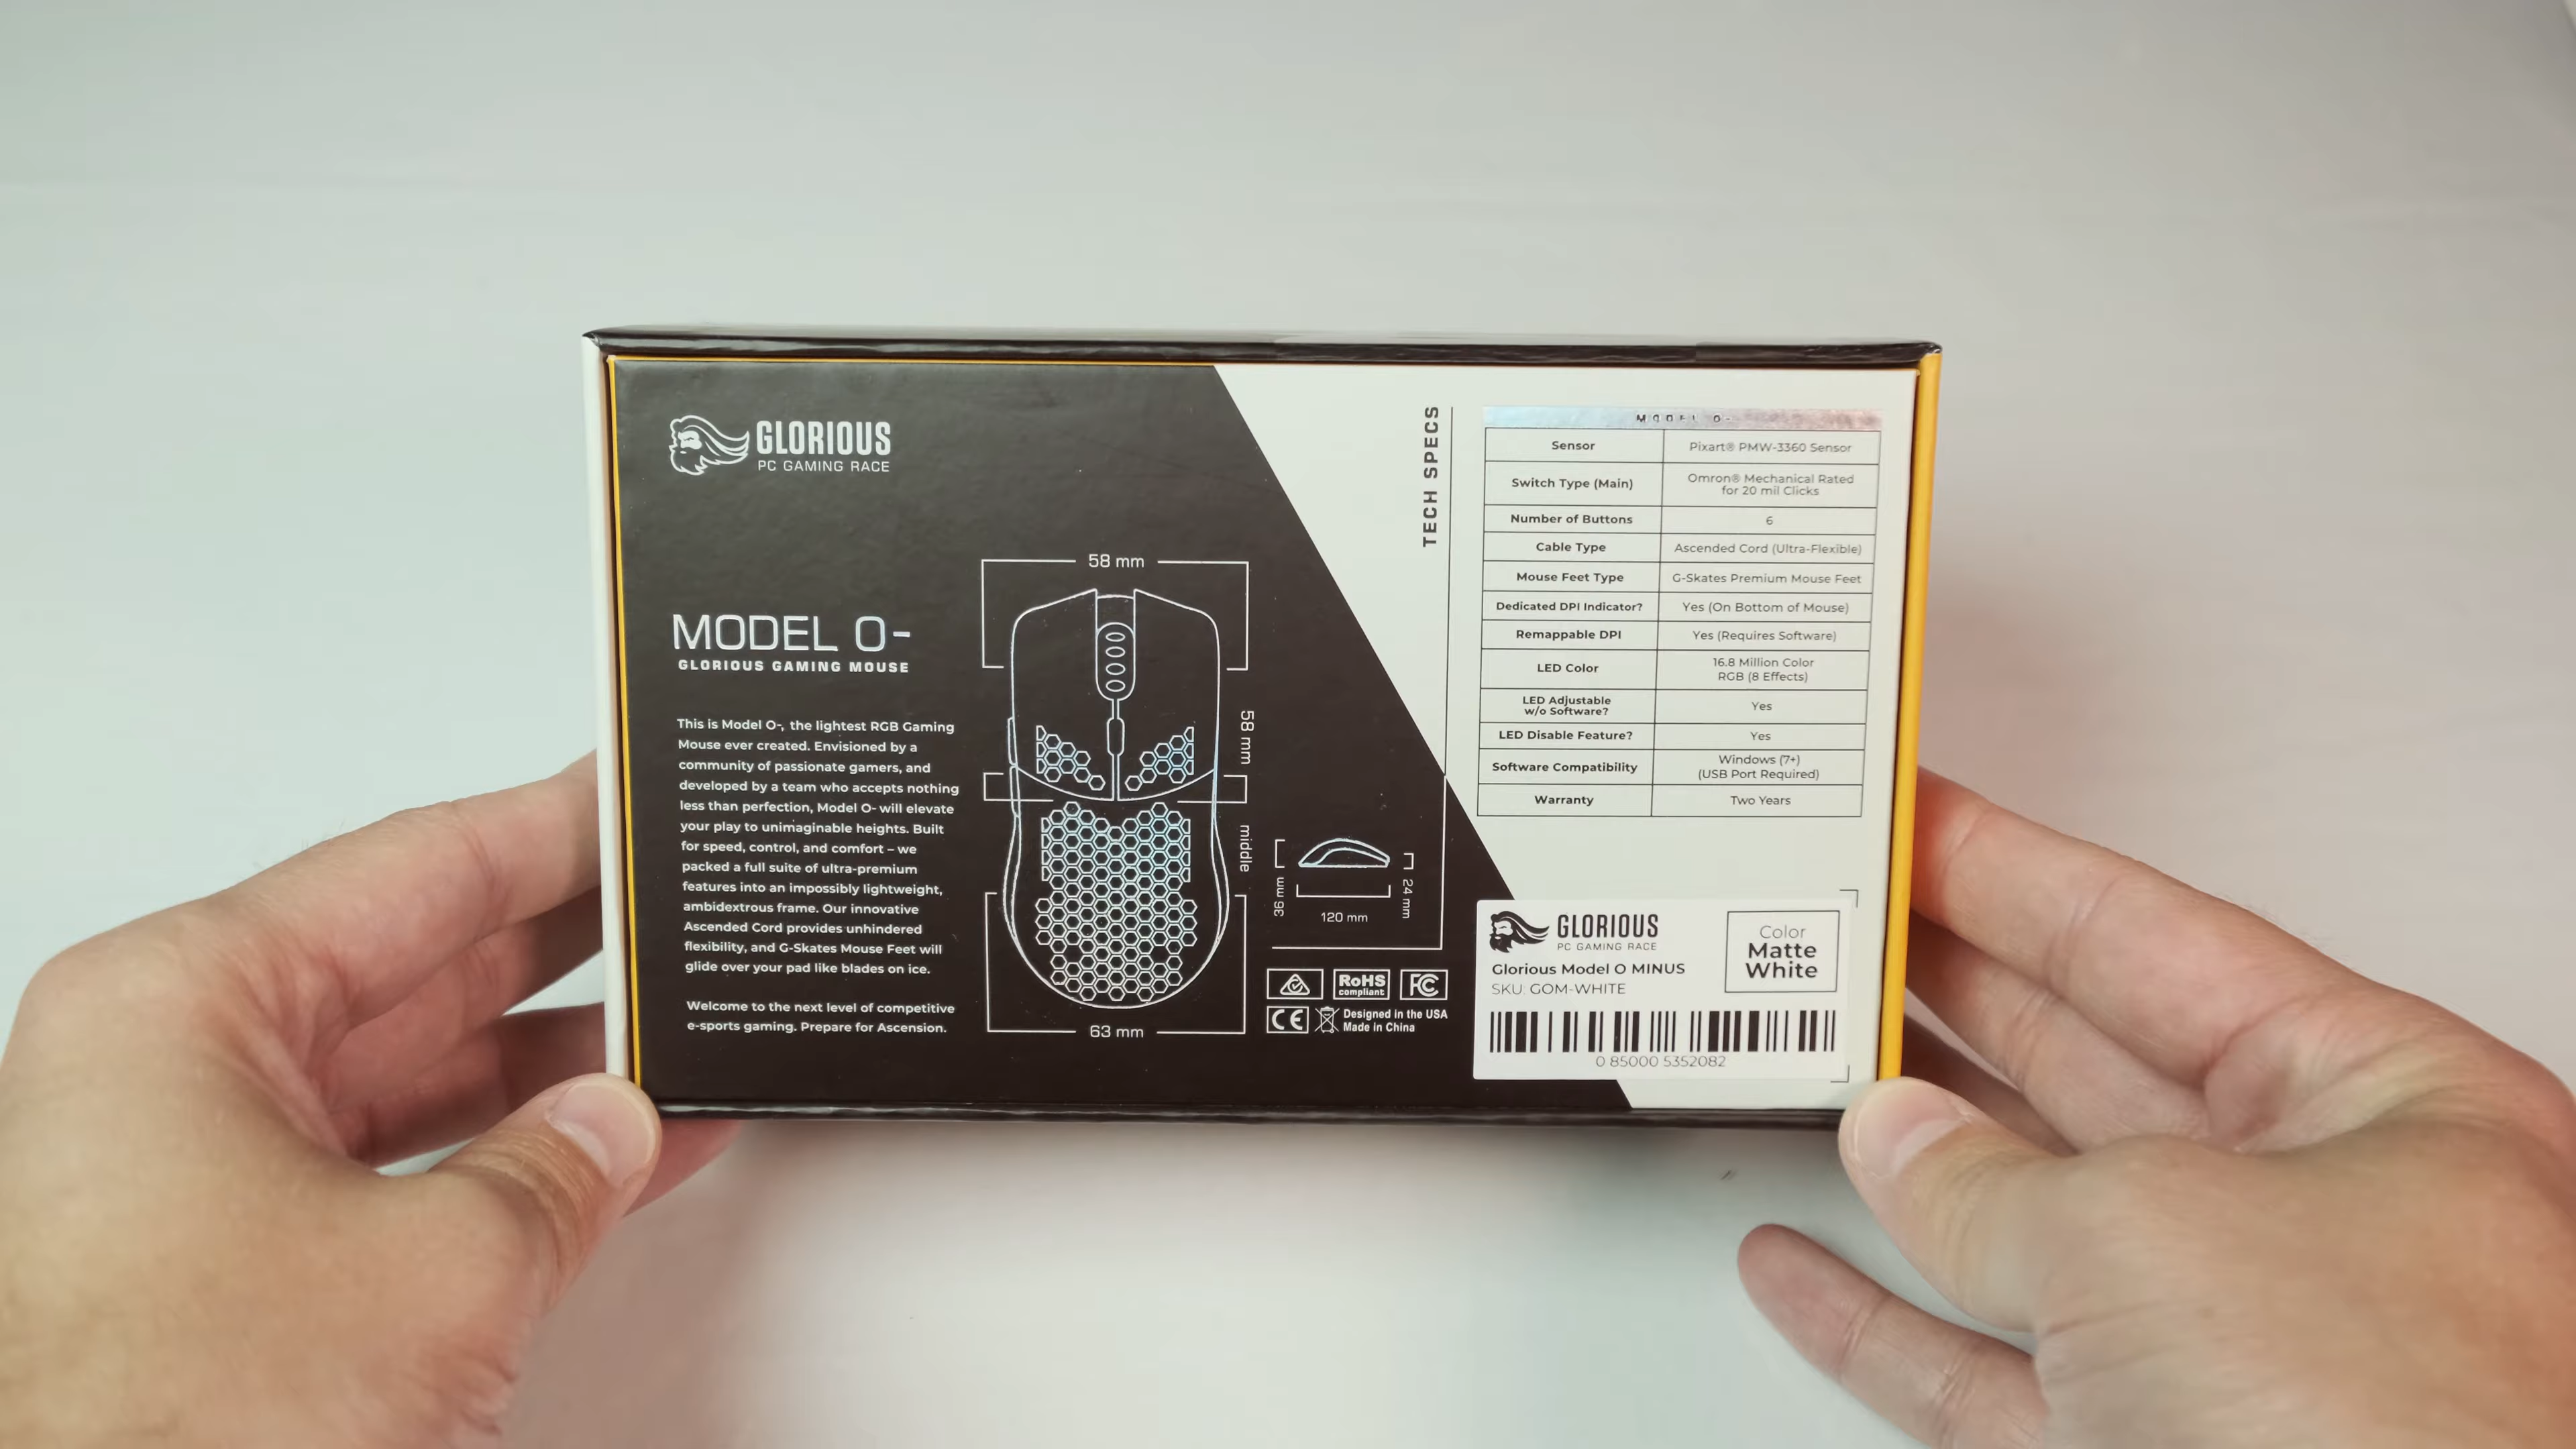 GLORIOUS
PC GAMING RACE
MODEL O-
GLORIOUS GAMING MOUSE
This is Model O-, the lightest RGB Gaming
Mouse ever created. Envisioned by a
community of passionate gamers, and
developed by a team who accepts nothing
less than perfection, Model O- will elevate
your play to unimaginable heights. Built
for speed, control, and comfort – we
packed a full suite of ultra-premium
features into an impossibly lightweight,
ambidextrous frame. Our innovative
Ascended Cord provides unhindered
flexibility, and G-Skates Mouse Feet will
glide over your pad like blades on ice.
Welcome to the next level of competitive
e-sports gaming. Prepare for Ascension.
58 mm
58 mm
middle
63 mm
36 mm
120 mm
24 mm
RoHS
compliant
FC
CE
Designed in the USA
Made in China
TECH SPECS
MODEL O-
Sensor Pixart® PMW-3360 Sensor
Switch Type (Main) Omron® Mechanical Rated
for 20 mil Clicks
Number of Buttons 6
Cable Type Ascended Cord (Ultra-Flexible)
Mouse Feet Type G-Skates Premium Mouse Feet
Dedicated DPI Indicator? Yes (On Bottom of Mouse)
Remappable DPI Yes (Requires Software)
LED Color 16.8 Million Color
RGB (8 Effects)
LED Adjustable
w/o Software? Yes
LED Disable Feature? Yes
Software Compatibility Windows (7+)
(USB Port Required)
Warranty Two Years
GLORIOUS
PC GAMING RACE
Glorious Model O MINUS
SKU: GOM-WHITE
Color
Matte
White
0 85000 5352082